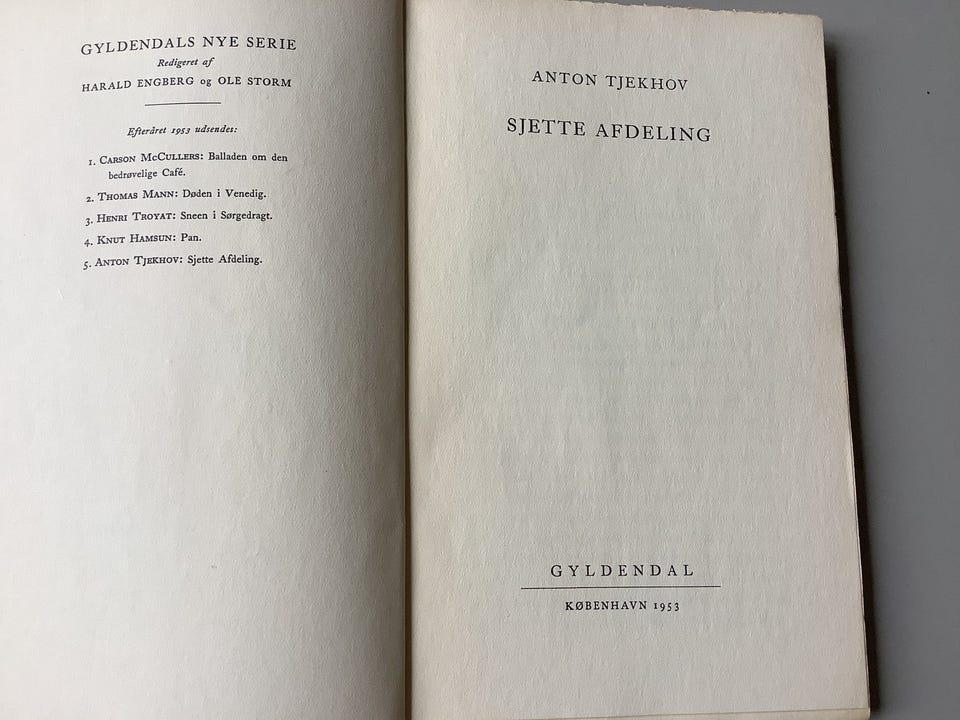 GYLDENDALS NYE SERIE
Redigeret af
HARALD ENGBERG og OLE STORM
Efteråret 1953 udsendes:
1. CARSON McCULLERS: Balladen om den
bedrøvelige Café.
2. THOMAS MANN: Døden i Venedig.
3. HENRI TROYAT: Sneen i Sørgedragt.
4. KNUT HAMSUN: Pan.
5. ANTON TJEKHOV: Sjette Afdeling.
ANTON TJEKHOV
SJETTE AFDELING
GYLDENDAL
KØBENHAVN 1953